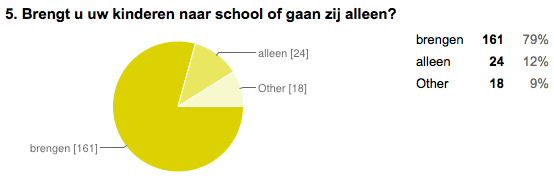 5. Brengt u uw kinderen naar school of gaan zij alleen?
alleen [24]
Other [18]
brengen [161]
brengen 161 79%
alleen 24 12%
Other 18 9%